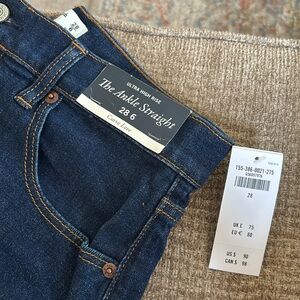 ULTRA HIGH RISE
The Ankle Straight
28 6
Curve Love
155-386-0021-275
28
UK £ 75
EU € 80
US $ 90
CAN $ 98